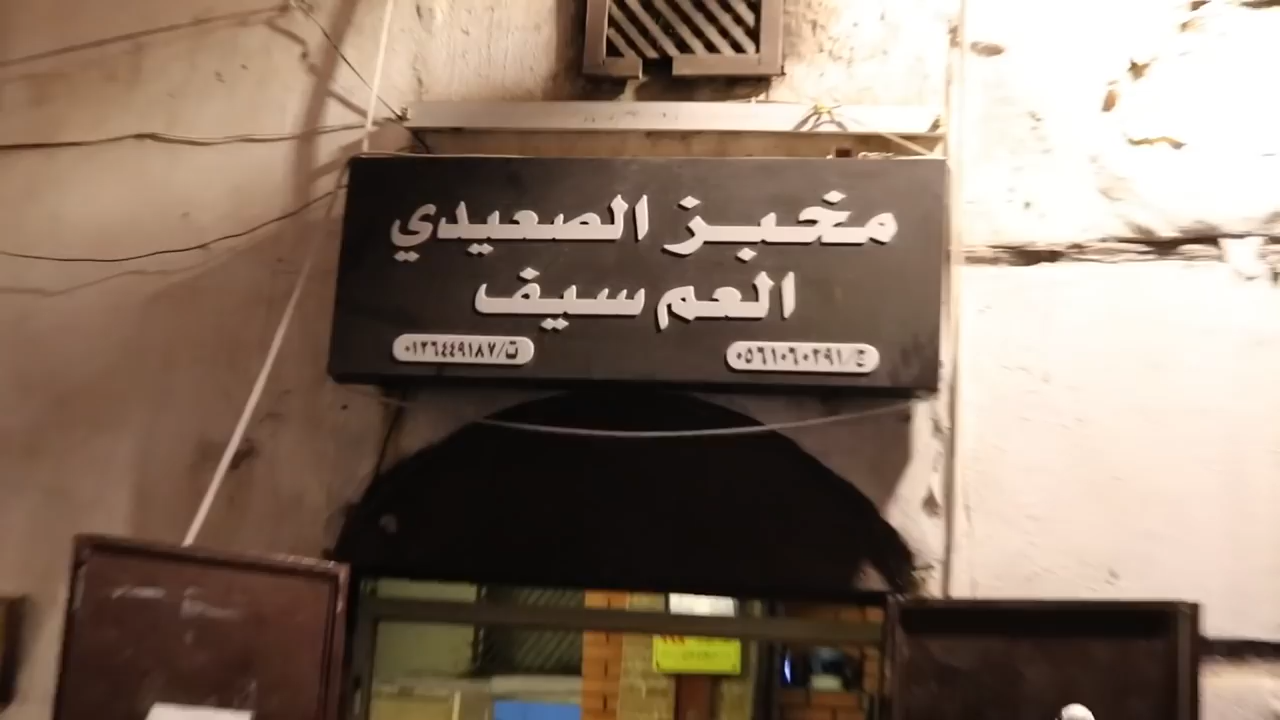 مخبز الصعيدي
العم سيف
ج/٠٥٦١٠٦٠٢٩١
ت/٠١٢٦٤٤٩١٨٧